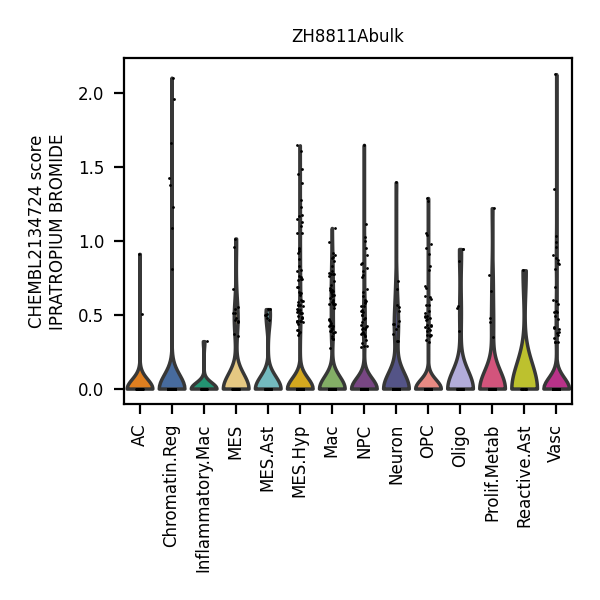 ZH8811Abulk
CHEMBL2134724 score
IPRATROPIUM BROMIDE
2.0
1.5
1.0
0.5
0.0
AC
Chromatin.Reg
Inflammatory.Mac
MES
MES.Ast
MES.Hyp
Mac
NPC
Neuron
OPC
Oligo
Prolif.Metab
Reactive.Ast
Vasc